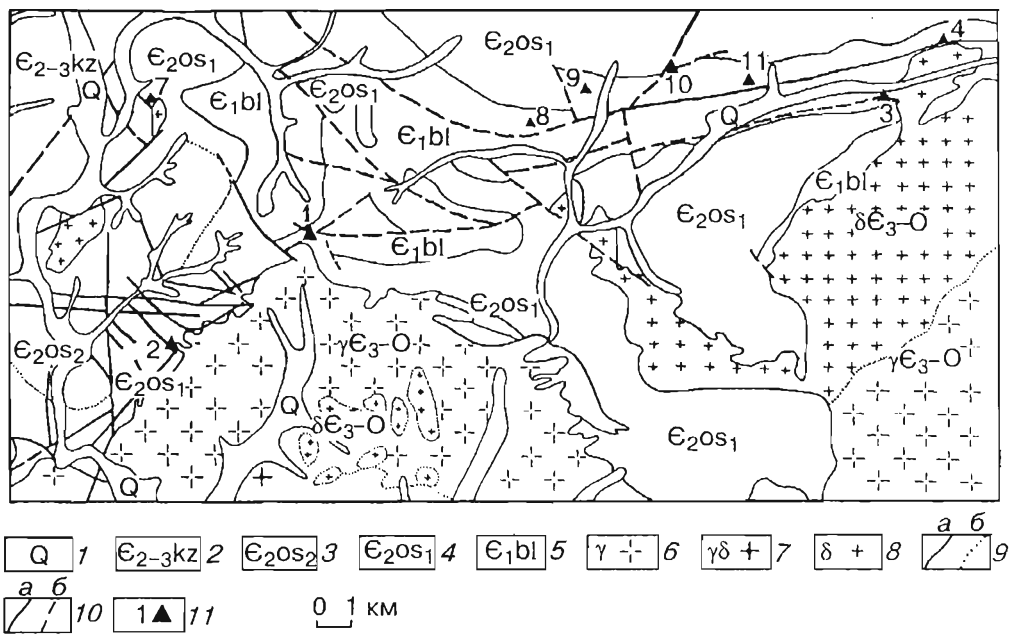 Є₂os₁ 4
Є₂₋₃kz Є₂os₁ 9 11
Q 7 10
Є₁bl Є₂os₁ 8 Q 3
Є₁bl
Є₁bl
1 Є₂os₁ δЄ₃–O
Є₁bl
Є₂os₁
2 γЄ₃–O
Є₂os₂ γЄ₃–O
Є₂os₁
Q
δЄ₃–O Є₂os₁
Q
а б
Q 1 Є₂₋₃kz 2 Є₂os₂ 3 Є₂os₁ 4 Є₁bl 5 γ 6 γδ 7 δ + 8 9
а б
10 1▲ 11 0 1 км